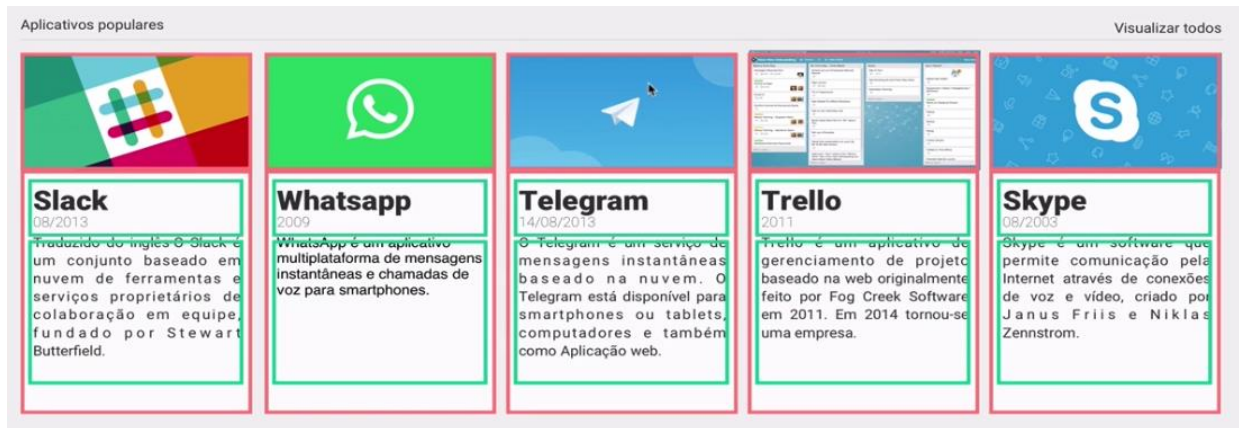 Aplicativos populares
Visualizar todos
Slack
08/2013
Traduzido do inglês-O Slack é
um conjunto baseado em
nuvem de ferramentas e
serviços proprietários de
colaboração em equipe,
fundado por Stewart
Butterfield.
Whatsapp
2009
WhatsApp é um aplicativo
multiplataforma de mensagens
instantâneas e chamadas de
voz para smartphones.
Telegram
14/08/2013
O Telegram é um serviço de
mensagens instantâneas
baseado na nuvem. O
Telegram está disponível para
smartphones ou tablets,
computadores e também
como Aplicação web.
Trello
2011
Trello é um aplicativo de
gerenciamento de projeto
baseado na web originalmente
feito por Fog Creek Software
em 2011. Em 2014 tornou-se
uma empresa.
S
Skype
08/2003
Skype é um software que
permite comunicação pela
Internet através de conexões
de voz e vídeo, criado por
Janus Friis e Niklas
Zennstrom.